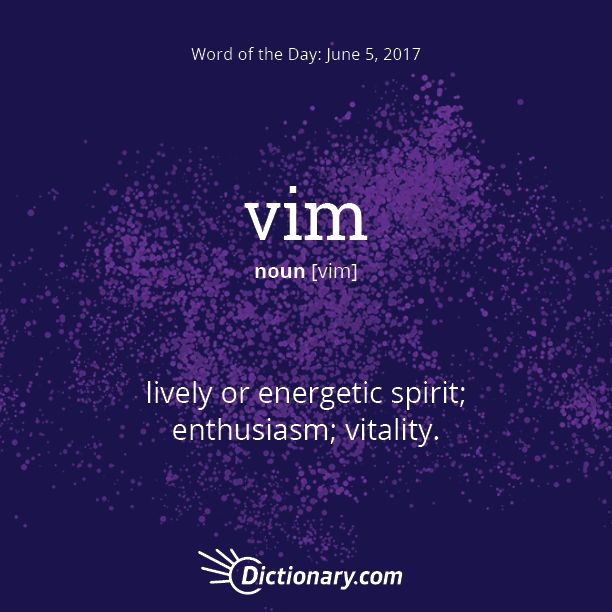 Word of the Day: June 5, 2017
vim
noun [vim]
lively or energetic spirit;
enthusiasm; vitality.
Dictionary.com